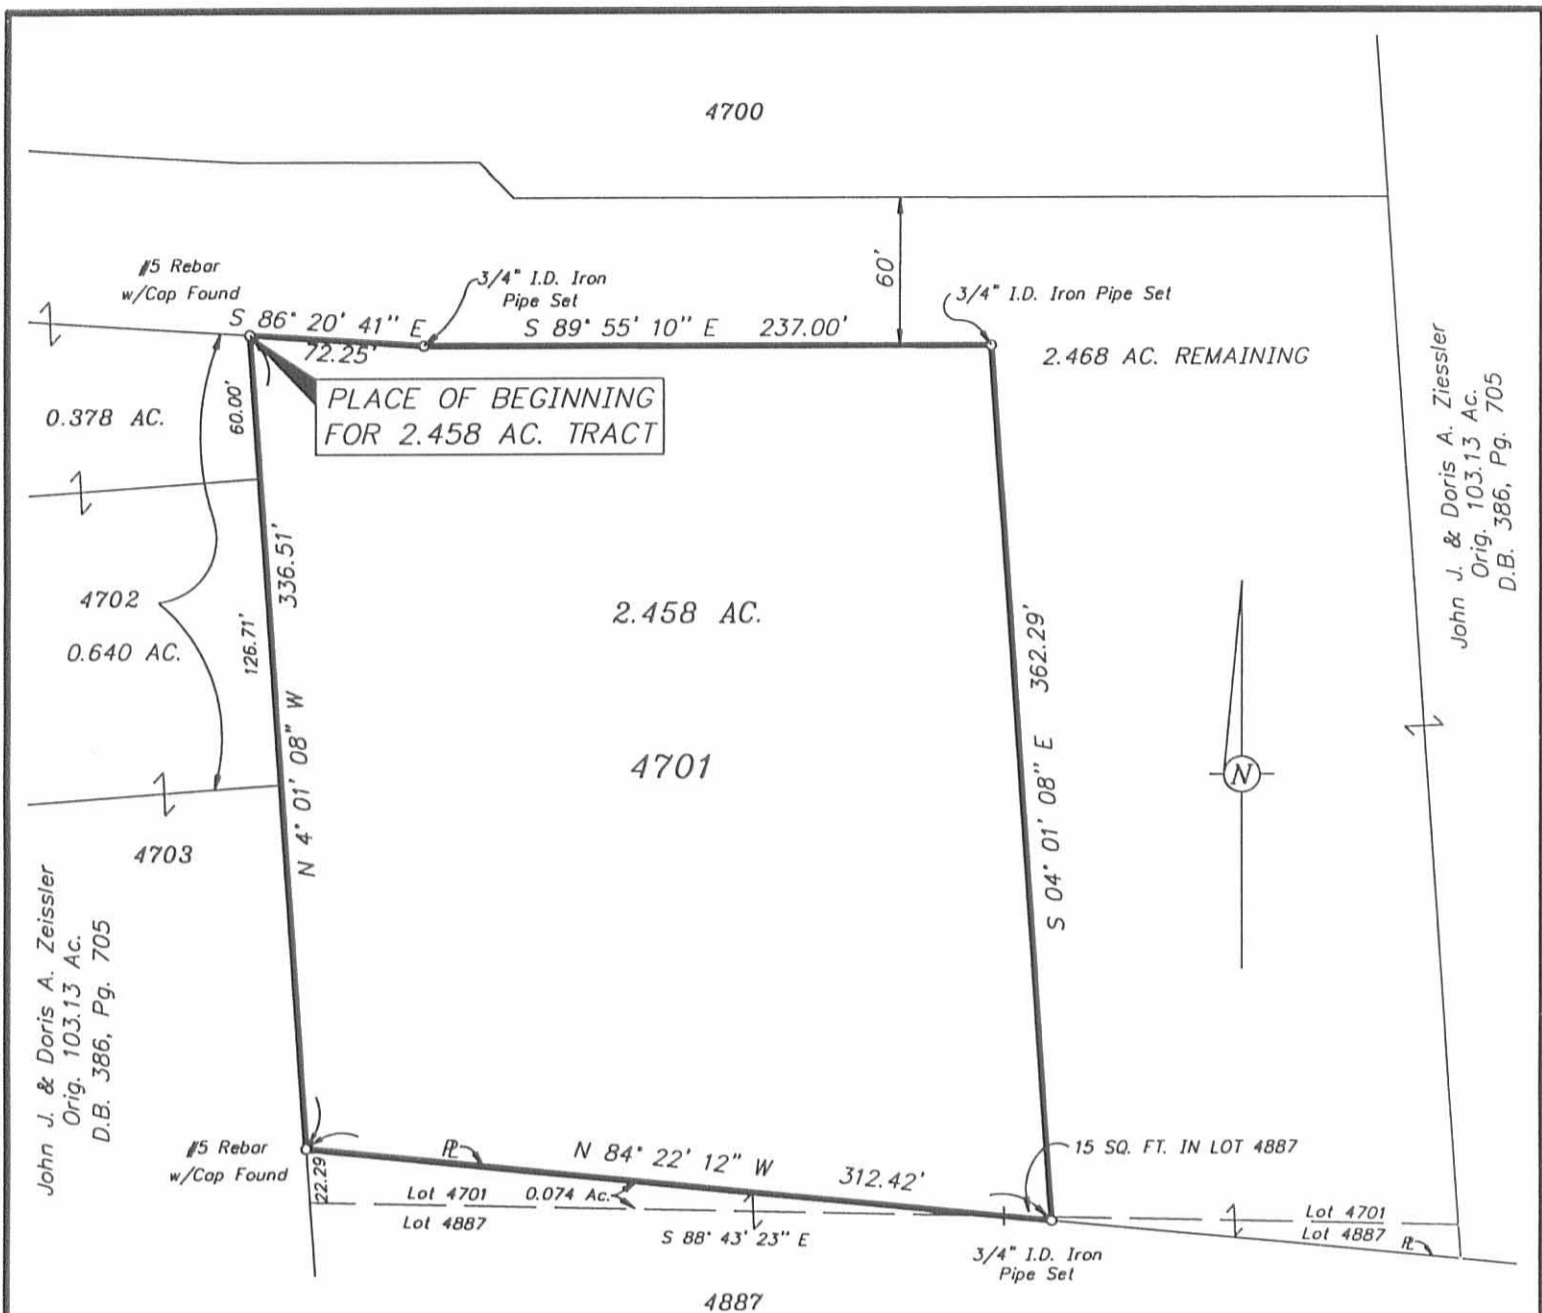 4700
#5 Rebar
w/Cap Found
3/4" I.D. Iron
Pipe Set
60'
3/4" I.D. Iron Pipe Set
S 86° 20' 41" E
72.25'
S 89° 55' 10" E 237.00'
2.468 AC. REMAINING
PLACE OF BEGINNING
FOR 2.458 AC. TRACT
0.378 AC.
60.00'
John J. & Doris A. Ziessler
Orig. 103.13 Ac.
D.B. 386, Pg. 705
4702
0.640 AC.
126.71'
N 4° 01' 08" W 336.51'
2.458 AC.
4701
S 04° 01' 08" E 362.29'
N
4703
John J. & Doris A. Zeissler
Orig. 103.13 Ac.
D.B. 386, Pg. 705
#5 Rebar
w/Cap Found
22.29
PL
N 84° 22' 12" W 312.42'
15 SQ. FT. IN LOT 4887
Lot 4701
0.074 Ac.
Lot 4887
S 88° 43' 23" E
3/4" I.D. Iron
Pipe Set
Lot 4701
Lot 4887
PL
4887